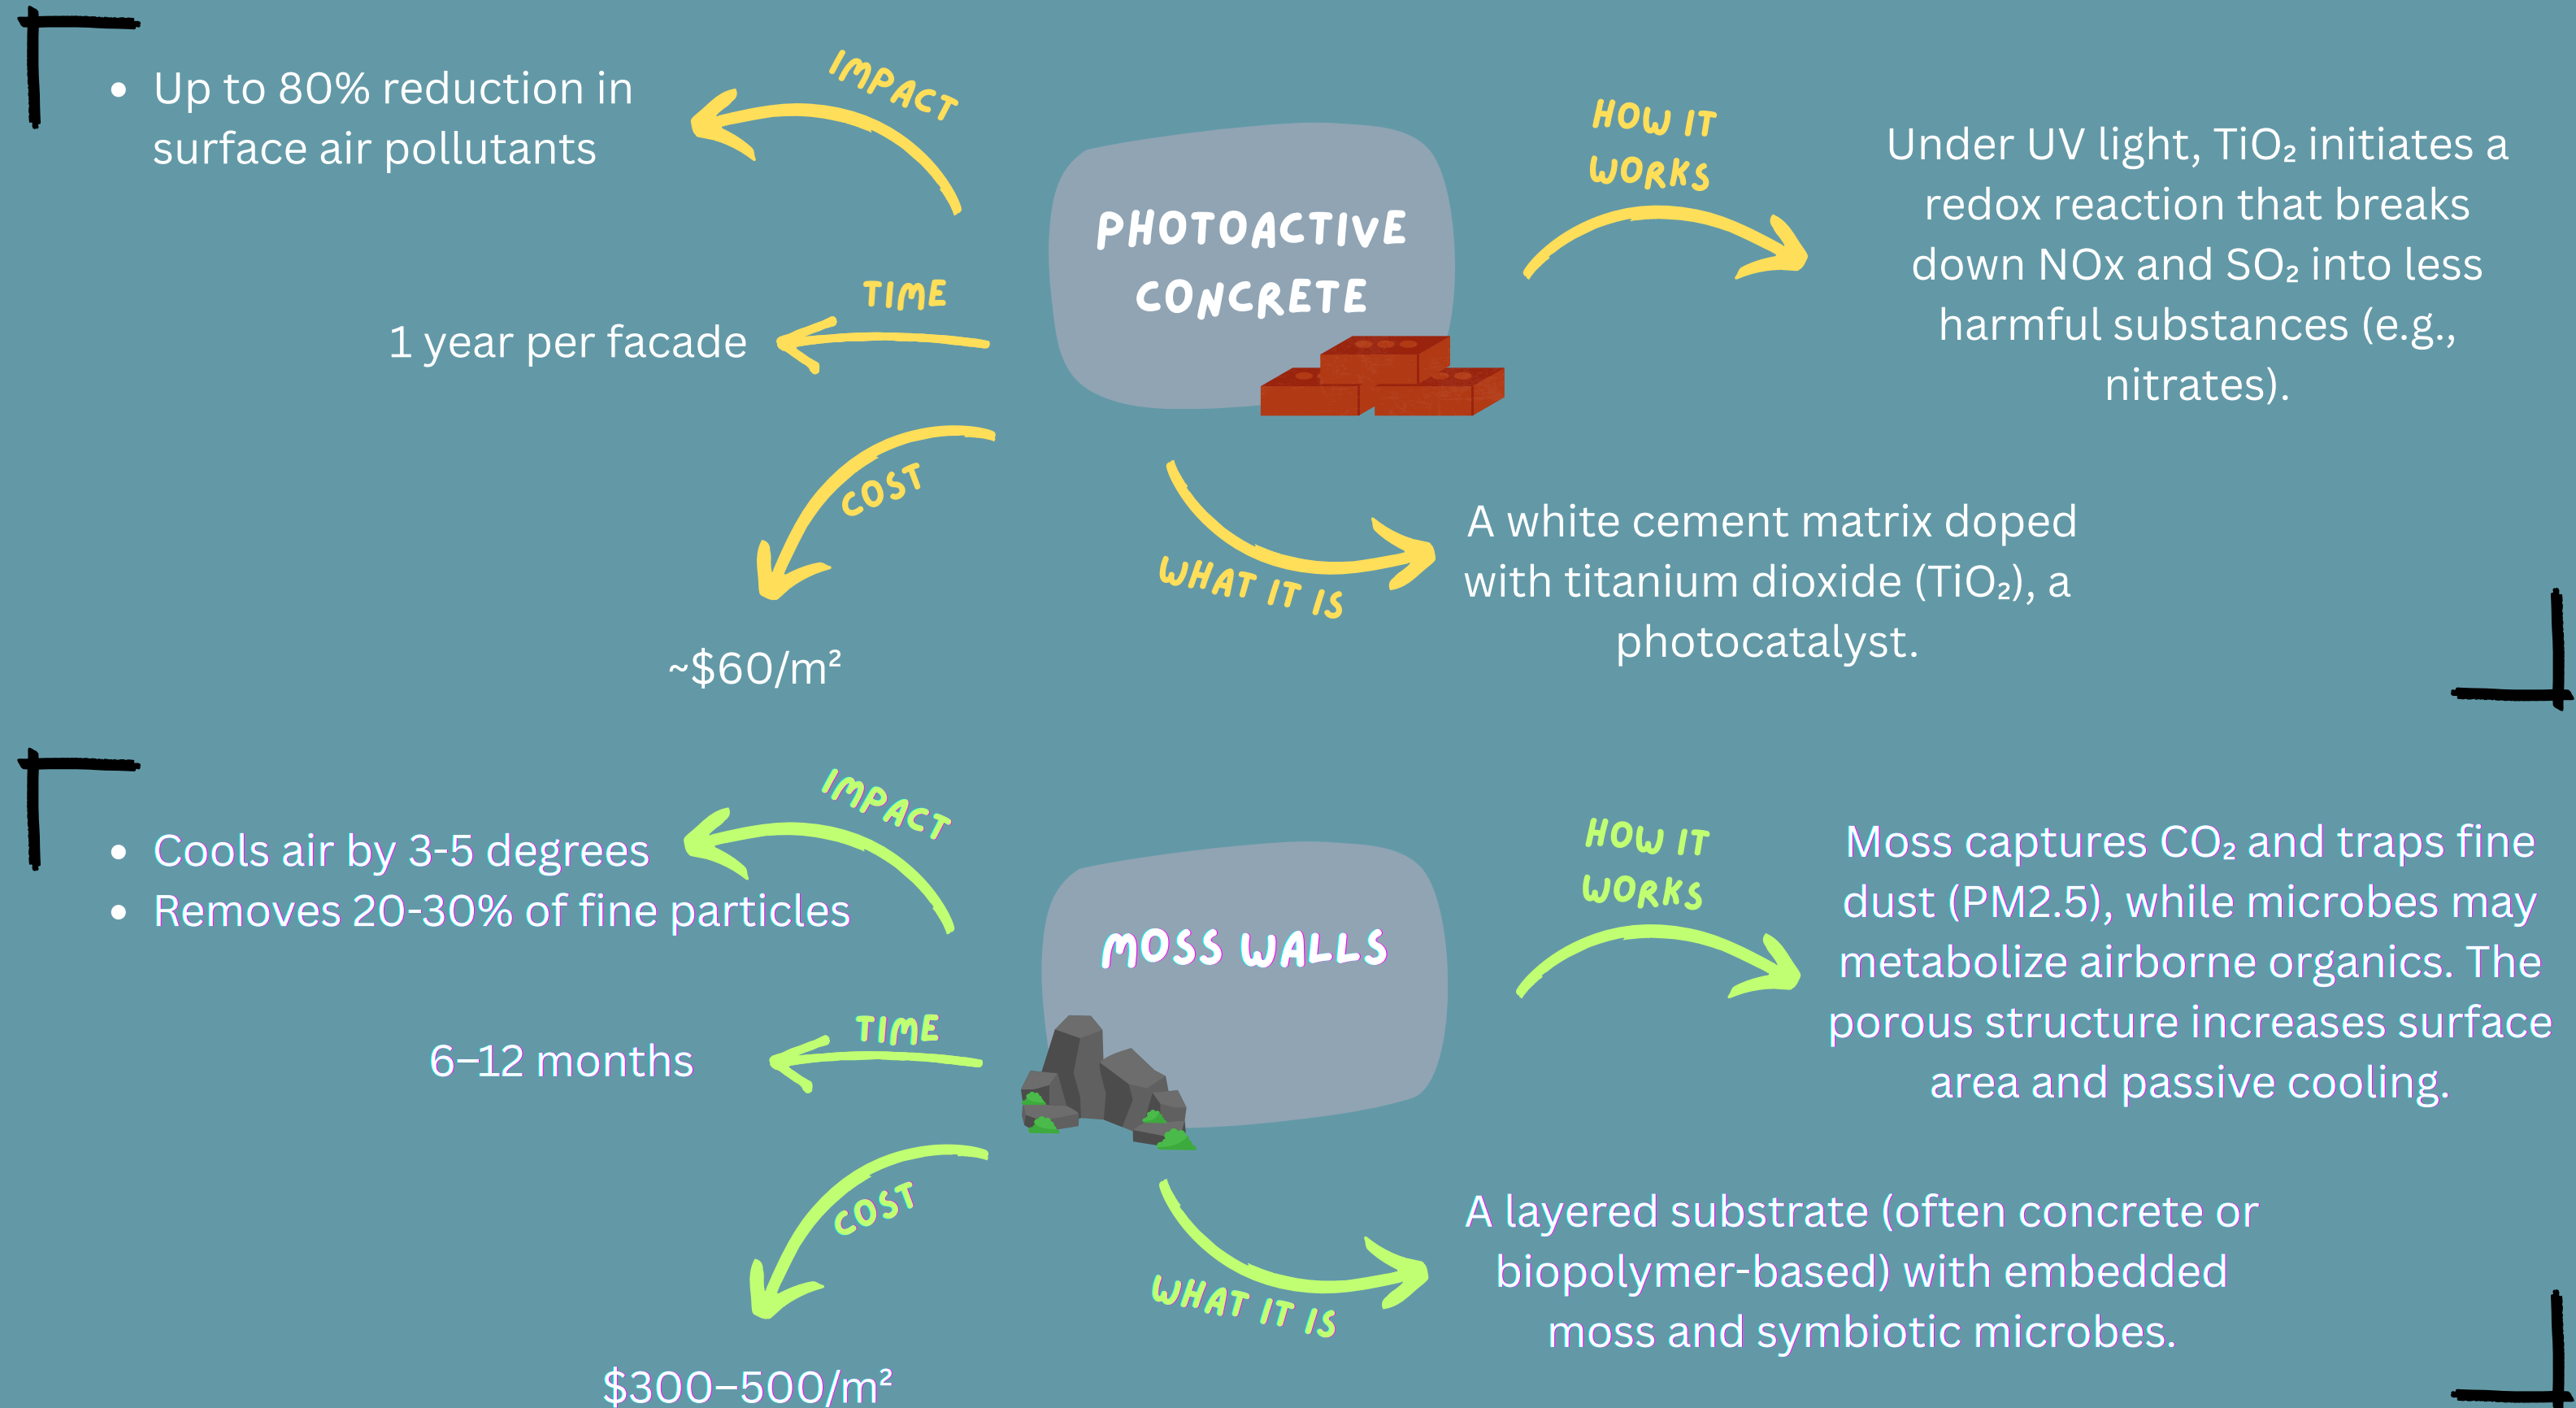 IMPACT
• Up to 80% reduction in
surface air pollutants
TIME
1 year per facade
COST
~$60/m²
PHOTOACTIVE
CONCRETE
HOW IT
WORKS
Under UV light, TiO₂ initiates a
redox reaction that breaks
down NOx and SO₂ into less
harmful substances (e.g.,
nitrates).
WHAT IT IS
A white cement matrix doped
with titanium dioxide (TiO₂), a
photocatalyst.
IMPACT
• Cools air by 3-5 degrees
• Removes 20-30% of fine particles
TIME
6–12 months
COST
$300–500/m²
MOSS WALLS
HOW IT
WORKS
Moss captures CO₂ and traps fine
dust (PM2.5), while microbes may
metabolize airborne organics. The
porous structure increases surface
area and passive cooling.
WHAT IT IS
A layered substrate (often concrete or
biopolymer-based) with embedded
moss and symbiotic microbes.